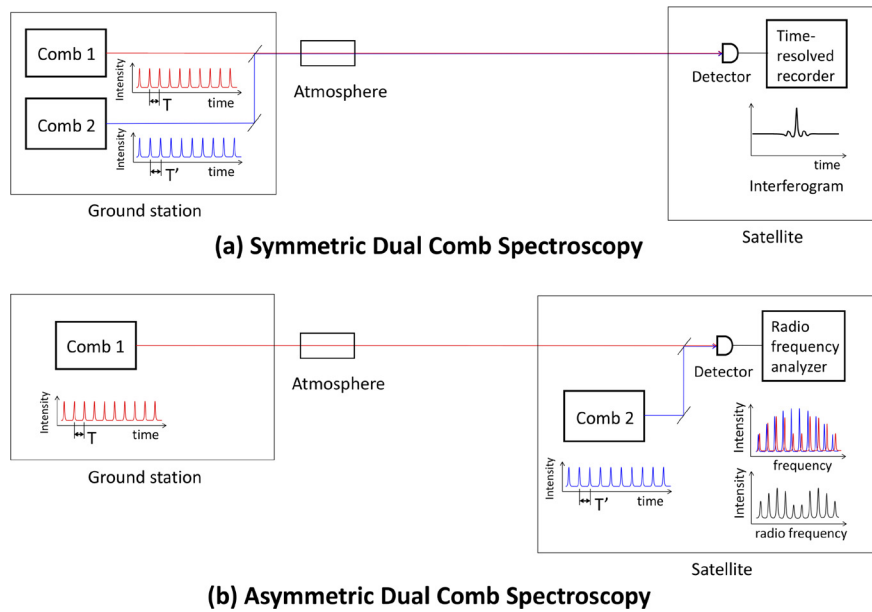 Comb 1
Intensity
T
time
Comb 2
Intensity
T'
time
Ground station
Atmosphere
Detector
Time-
resolved
recorder
time
Interferogram
Satellite
(a) Symmetric Dual Comb Spectroscopy
Comb 1
Intensity
T
time
Ground station
Atmosphere
Comb 2
Intensity
T'
time
Detector
Radio
frequency
analyzer
Intensity
frequency
Intensity
radio frequency
Satellite
(b) Asymmetric Dual Comb Spectroscopy